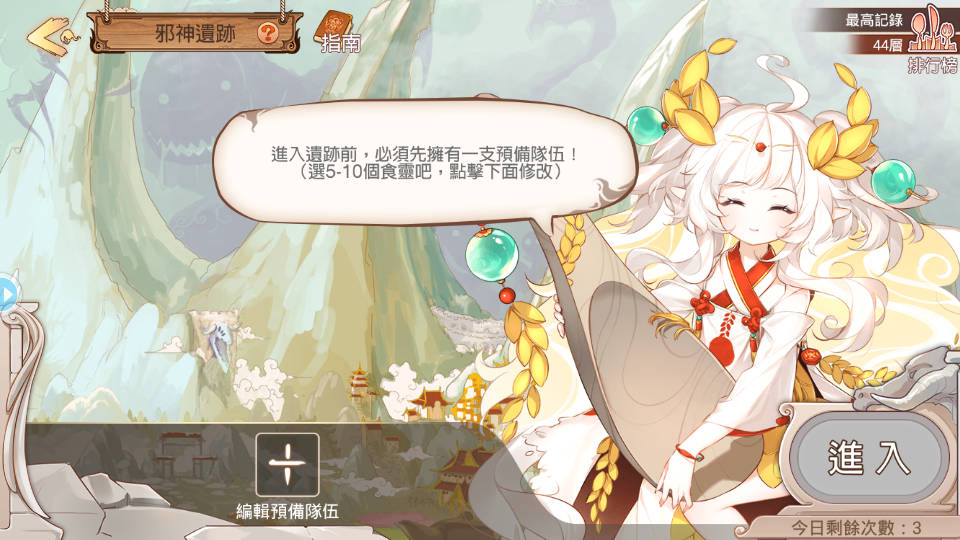 邪神遺跡 ?
指南
最高記錄
44層
排行榜
進入遺跡前，必須先擁有一支預備隊伍！
（選5-10個食靈吧，點擊下面修改）
編輯預備隊伍
進入
今日剩餘次數：3